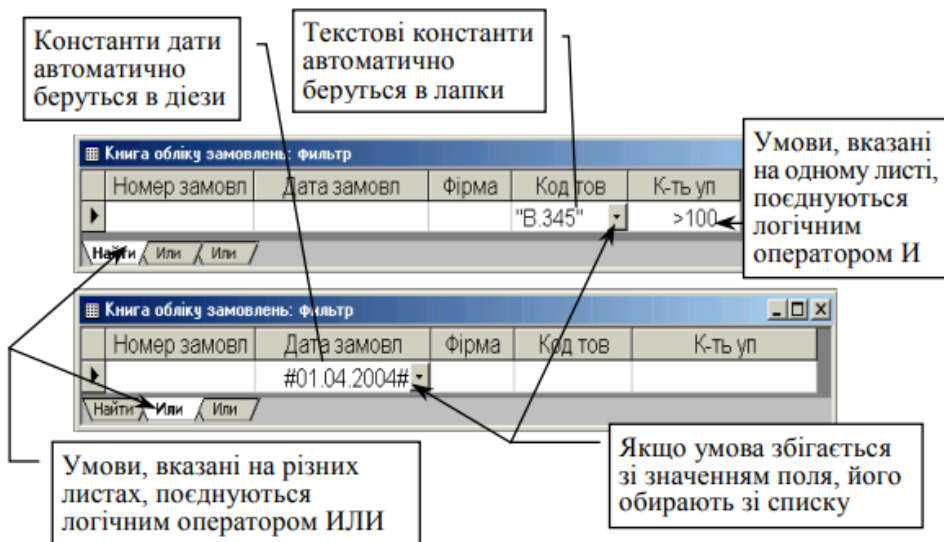 Константи дати
автоматично
беруться в діези
Текстові константи
автоматично
беруться в лапки
Умови, вказані
на одному листі,
поєднуються
логічним
оператором И
Книга обліку замовлень: фильтр
Номер замовл Дата замовл Фірма Код тов К-ть уп
"В.345" >100
Найти Или Или
Книга обліку замовлень: фильтр
Номер замовл Дата замовл Фірма Код тов К-ть уп
#01.04.2004#
Найти Или Или
Умови, вказані на різних
листах, поєднуються
логічним оператором ИЛИ
Якщо умова збігається
зі значенням поля, його
обирають зі списку